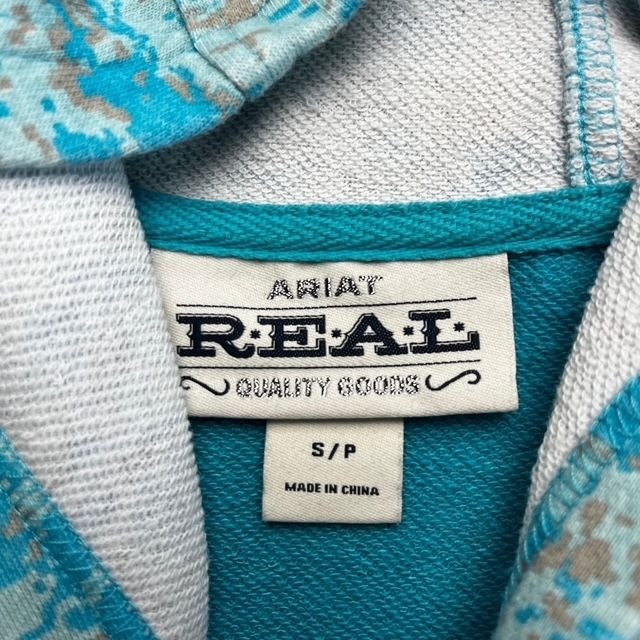 ARIAT
R·E·A·L·
QUALITY GOODS
S/P
MADE IN CHINA